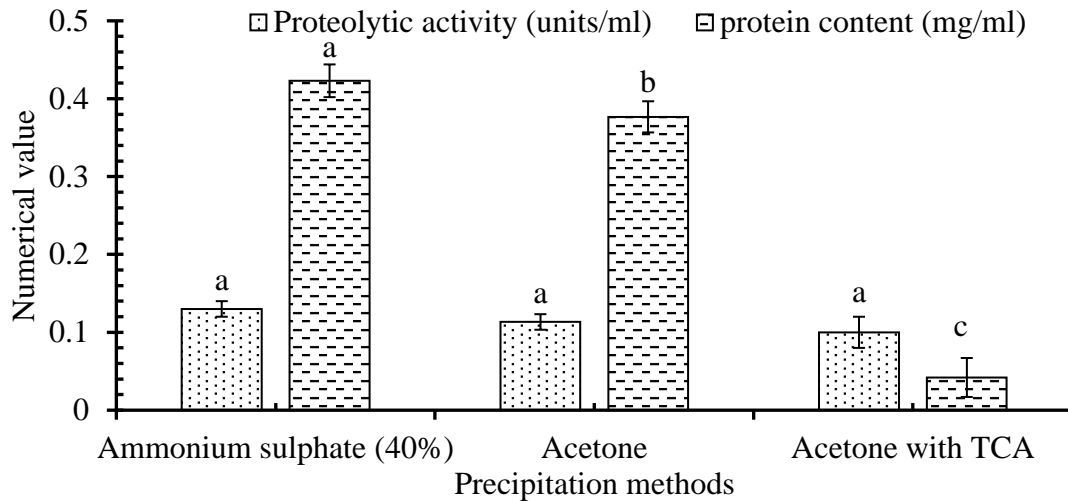 Proteolytic activity (units/ml) protein content (mg/ml)
Numerical value
0.5
0.4
0.3
0.2
0.1
0
a
a
a
b
a
c
Ammonium sulphate (40%) Acetone Acetone with TCA
Precipitation methods